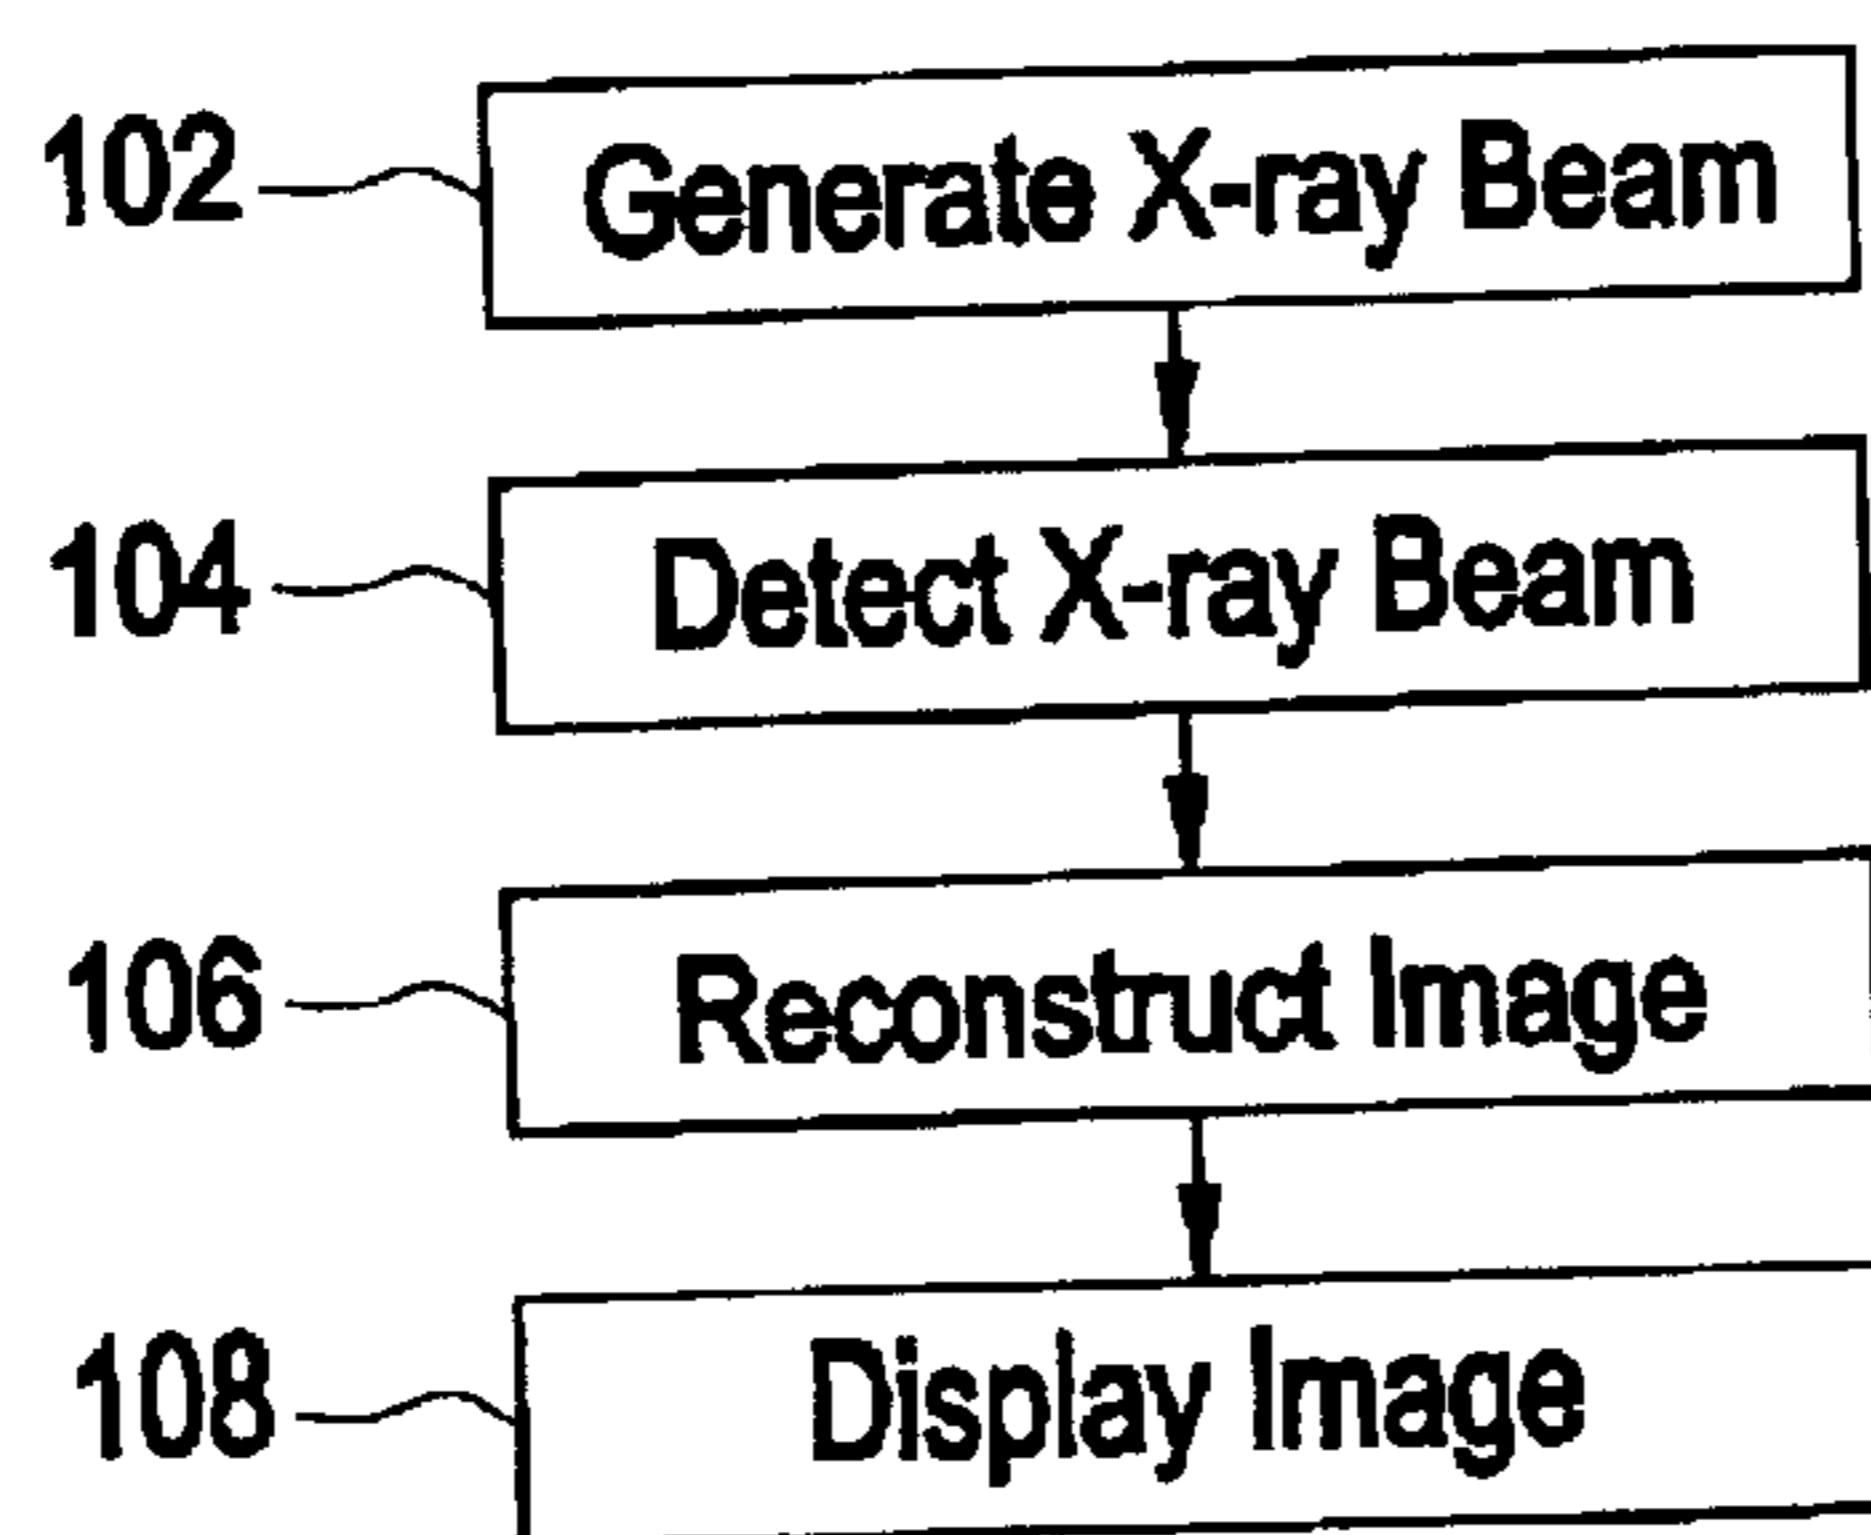 102 Generate X-ray Beam
104 Detect X-ray Beam
106 Reconstruct Image
108 Display Image